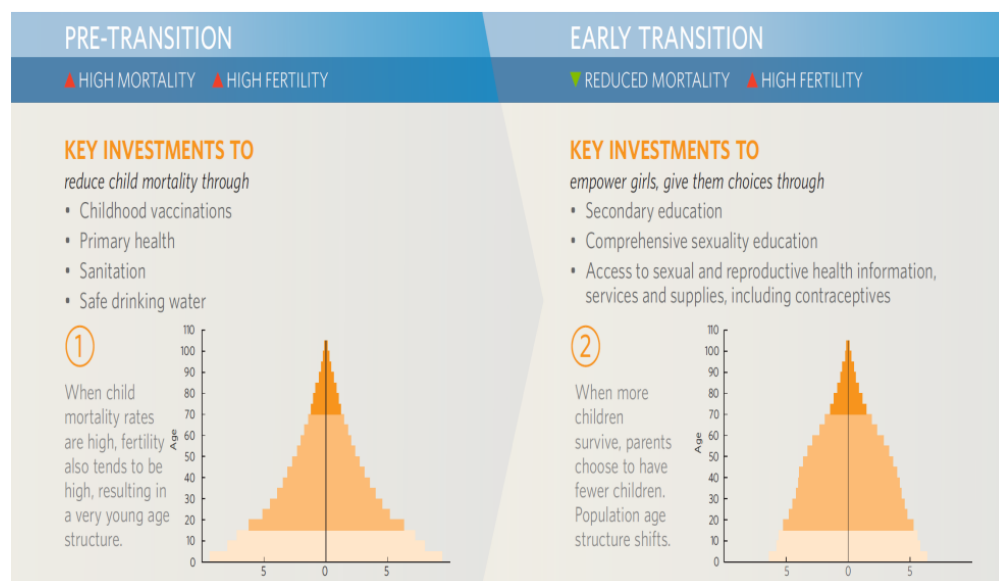 PRE-TRANSITION
▲ HIGH MORTALITY ▲ HIGH FERTILITY
KEY INVESTMENTS TO
reduce child mortality through
• Childhood vaccinations
• Primary health
• Sanitation
• Safe drinking water
1
When child
mortality rates
are high, fertility
also tends to be
high, resulting in
a very young age
structure.
Age
110
100
90
80
70
60
50
40
30
20
10
0
5 0 5
EARLY TRANSITION
▼ REDUCED MORTALITY ▲ HIGH FERTILITY
KEY INVESTMENTS TO
empower girls, give them choices through
• Secondary education
• Comprehensive sexuality education
• Access to sexual and reproductive health information,
services and supplies, including contraceptives
2
When more
children
survive, parents
choose to have
fewer children.
Population age
structure shifts.
Age
110
100
90
80
70
60
50
40
30
20
10
0
5 0 5